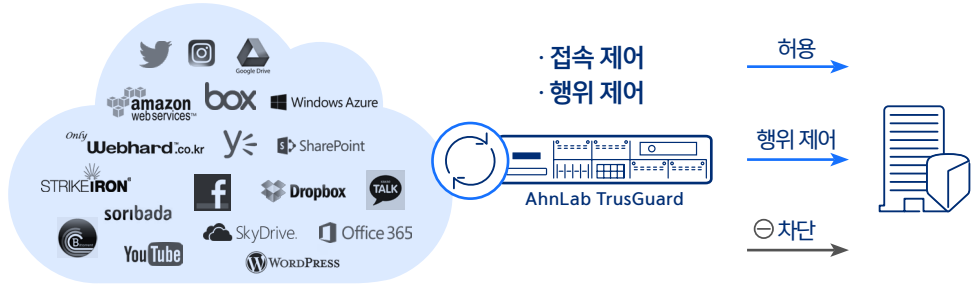 Google Drive
amazon
web services™
box
Windows Azure
Only
Webhard™.co.kr
SharePoint
STRIKEIRON®
Dropbox
TALK
soribada
SkyDrive.
Office 365
YouTube
WORDPRESS
· 접속 제어
· 행위 제어
AhnLab TrusGuard
허용
행위 제어
차단